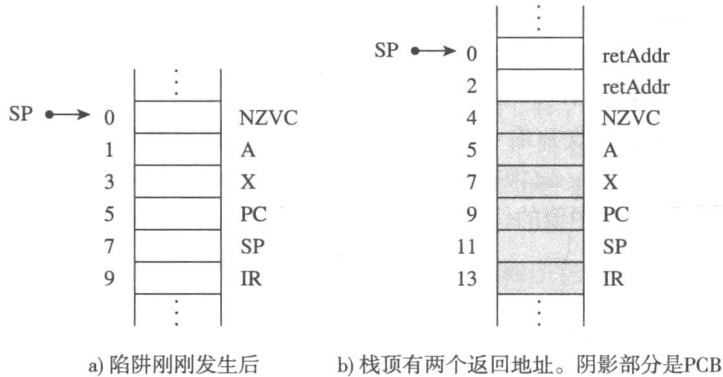 SP 0 NZVC
1 A
3 X
5 PC
7 SP
9 IR
a) 陷阱刚刚发生后
SP 0 retAddr
2 retAddr
4 NZVC
5 A
7 X
9 PC
11 SP
13 IR
b) 栈顶有两个返回地址。阴影部分是PCB